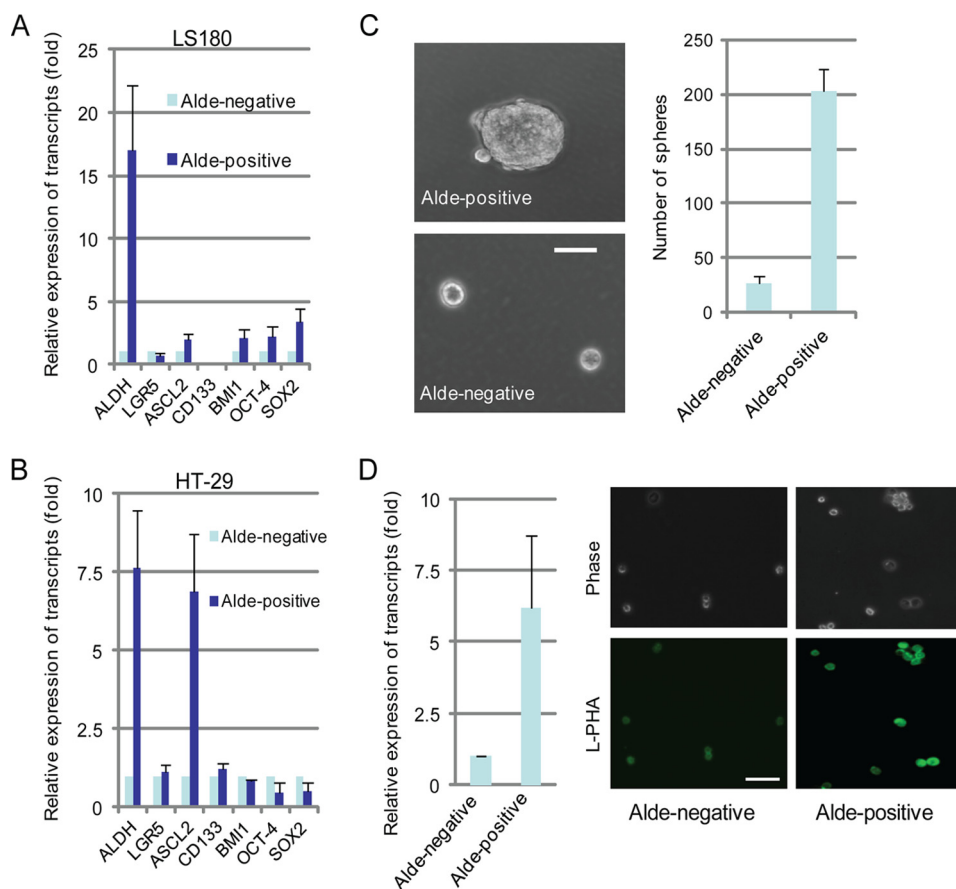 A
LS180
Relative expression of transcripts (fold)
25
20
15
10
5
0
Alde-negative
Alde-positive
ALDH
LGR5
ASCL2
CD133
BMI1
OCT-4
SOX2
C
Alde-positive
Alde-negative
Number of spheres
250
200
150
100
50
0
Alde-negative
Alde-positive
B
HT-29
Relative expression of transcripts (fold)
10
7.5
5
2.5
0
Alde-negative
Alde-positive
ALDH
LGR5
ASCL2
CD133
BMI1
OCT-4
SOX2
D
Relative expression of transcripts (fold)
10
7.5
5
2.5
0
Alde-negative
Alde-positive
Phase
L-PHA
Alde-negative
Alde-positive